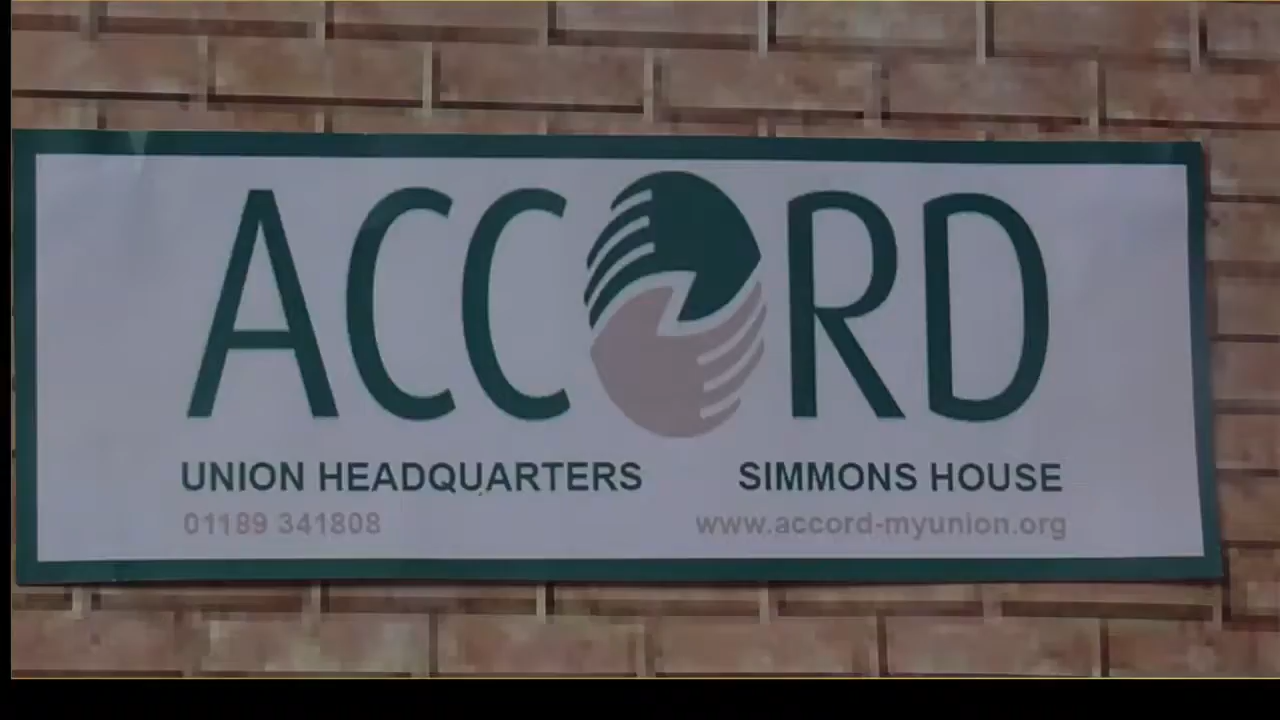 ACCORD
UNION HEADQUARTERS SIMMONS HOUSE
01189 341808 www.accord-myunion.org